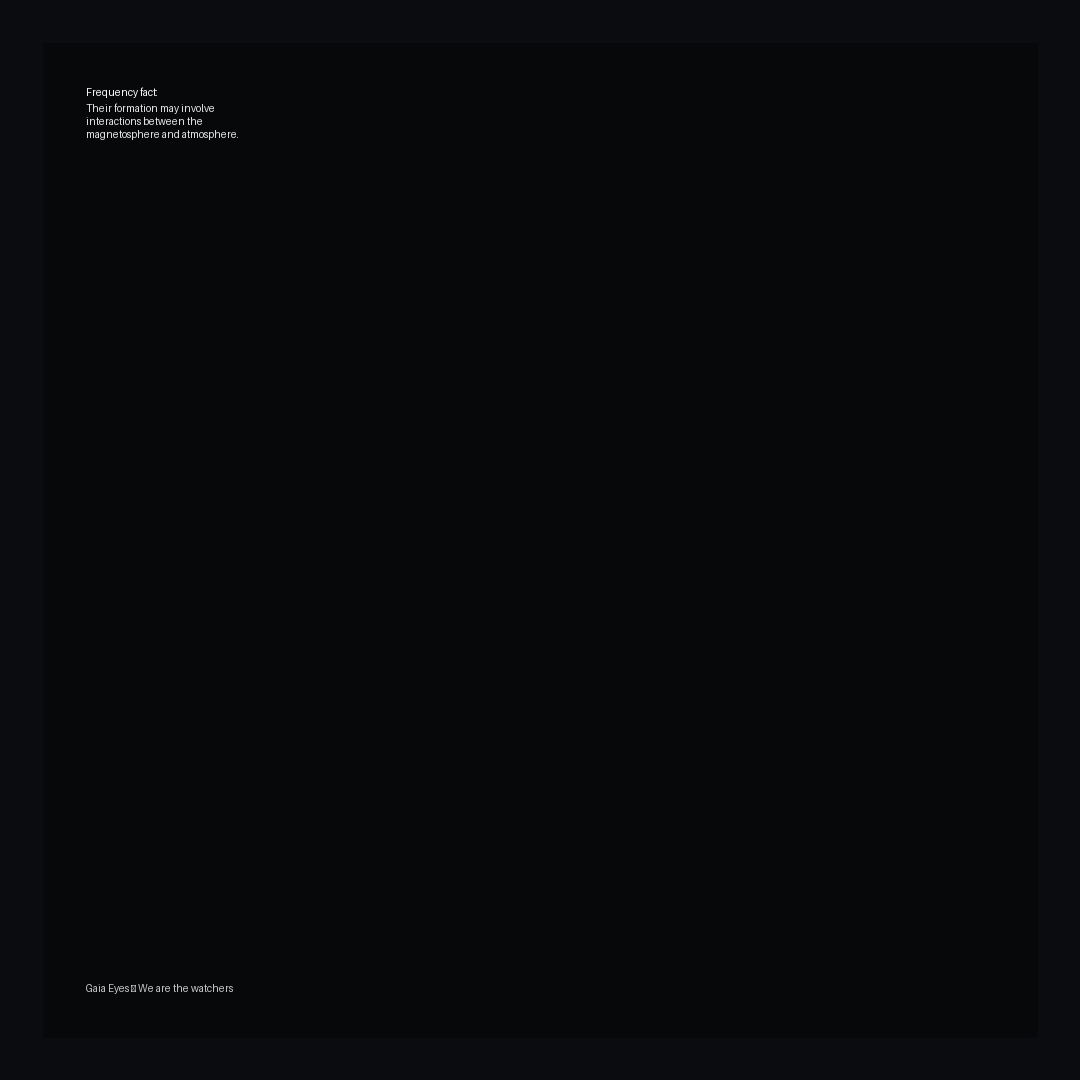 Frequency fact
Their formation may involve
interactions between the
magnetosphere and atmosphere.
Gaia Eyes We are the watchers